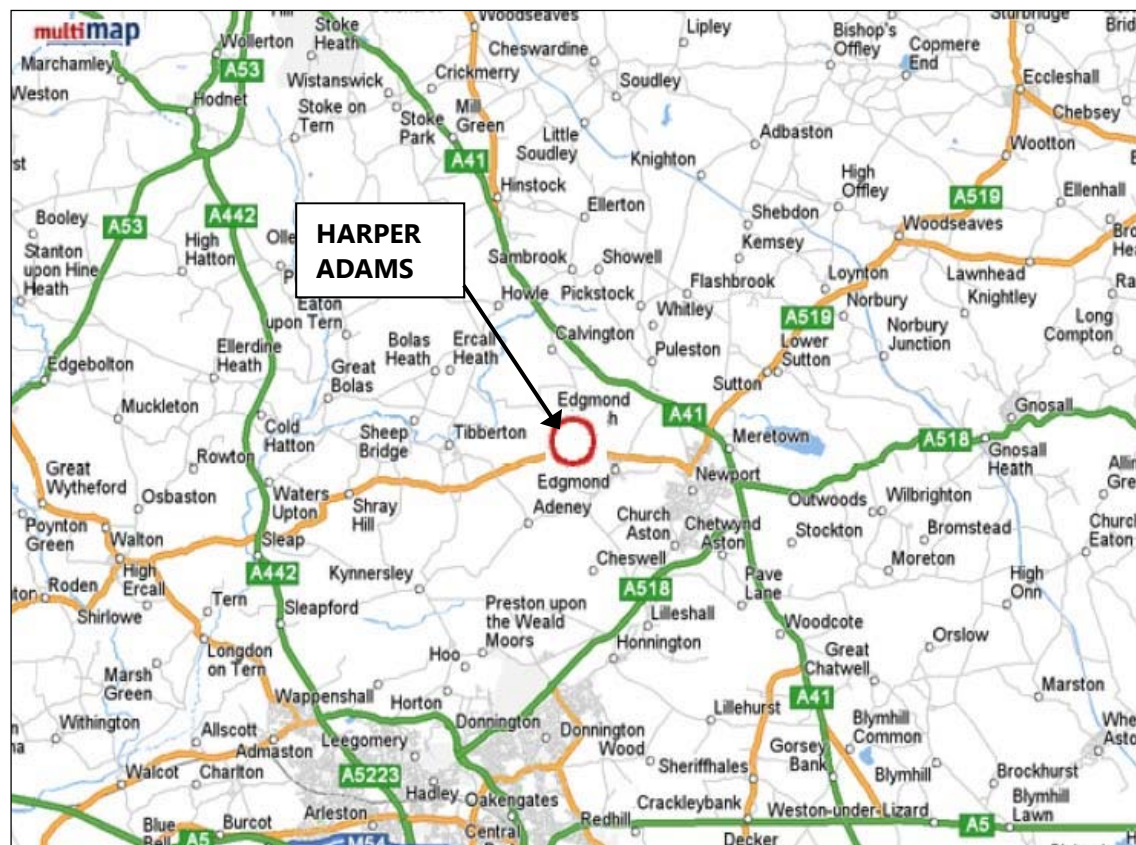 multimap
Wollerton
Stoke
Heath
Woodseaves
Lipley
Bishop's
Offley
Copmere
End
Sturbridge
Marchamley
A53
Wistanswick
Cheswardine
Crickmerry
Soudley
Eccleshall
Weston
Hodnet
Stoke on
Tern
Stoke
Park
Mill
Green
Chebsey
Little
Soudley
Adbaston
Wootton
A41
Knighton
Hinstock
High
Offley
A519
Ellenhall
Booley
A53
A442
HARPER
ADAMS
Ellerton
Shebdon
Woodseaves
Stanton
upon Hine
Heath
High
Hatton
Kemsey
Sambrook
Showell
Flashbrook
Loynton
Lawnhead
Eaton
upon Tern
Howle
Pickstock
Whitley
Norbury
Knightley
A519
Long
Compton
Calvington
Lower
Sutton
Norbury
Junction
Ellerdine
Heath
Bolas
Heath
Ercall
Heath
Puleston
Edgebolton
Great
Bolas
Sutton
Muckleton
Edgmond
h
A41
Gnosall
Cold
Hatton
Sheep
Bridge
Tibberton
Meretown
A518
Gnosall
Heath
Great
Wytheford
Rowton
Edgmond
Newport
Osbaston
Waters
Upton
Shray
Hill
Adeney
Outwoods
Wilbrighton
Poynton
Green
Walton
Church
Aston
Chetwynd
Aston
Stockton
Bromstead
Church
Eaton
Sleap
High
Ercall
A442
Kynnersley
Cheswell
Moreton
Roden
A518
Pave
Lane
High
Onn
Shirlowe
Tern
Sleapford
Preston upon
the Weald
Moors
Lilleshall
Woodcote
Longdon
on Tern
Honnington
Orslow
Marsh
Green
Hoo
Great
Chatwell
Wappenshall
Horton
A41
Marston
Withington
Allscott
Donnington
Lillehurst
Blymhill
Common
Admaston
Leegomery
Donnington
Wood
Gorsey
Bank
Walcot
Charlton
A5223
Hadley
Sheriffhales
Blymhill
Brockhurst
Oakengates
Crackleybank
Weston-under-Lizard
Blymhill
Lawn
Blue
A5
Burcot
Arleston
Central
Redhill
A5
M54
Decker